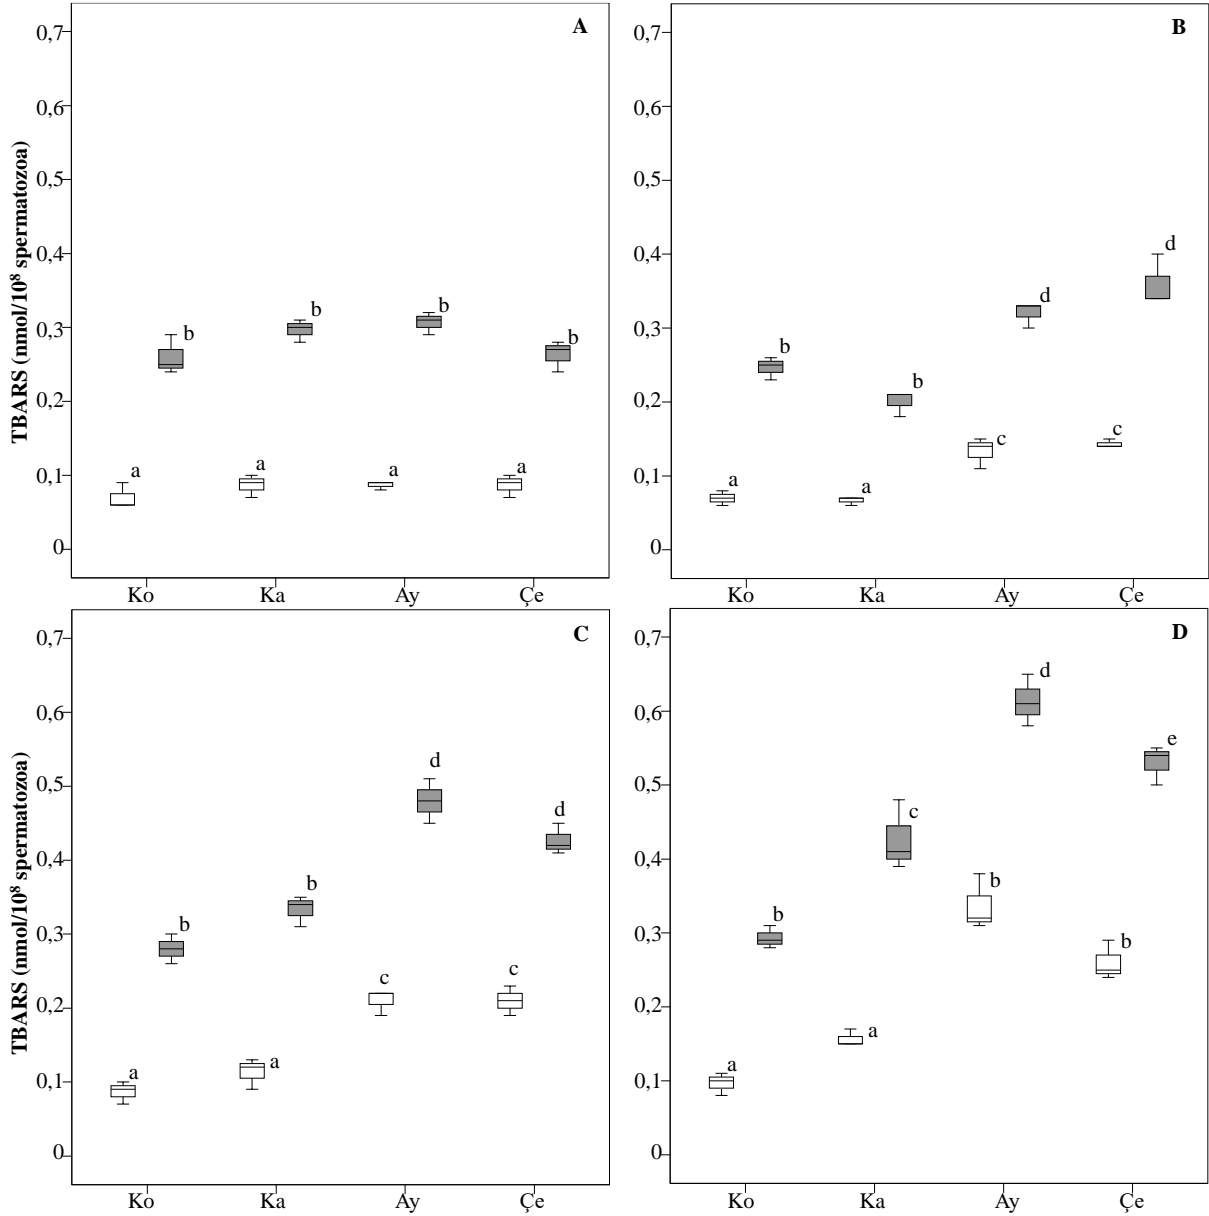 A
TBARS (nmol/10⁸ spermatozoa)
0,7
0,6
0,5
0,4
0,3
0,2
0,1
0
b
b
b
b
a
a
a
a
Ko
Ka
Ay
Çe
B
0,7
0,6
0,5
0,4
0,3
0,2
0,1
0
d
d
b
b
c
c
a
a
Ko
Ka
Ay
Çe
C
TBARS (nmol/10⁸ spermatozoa)
0,7
0,6
0,5
0,4
0,3
0,2
0,1
0
d
d
b
b
c
c
a
a
Ko
Ka
Ay
Çe
D
0,7
0,6
0,5
0,4
0,3
0,2
0,1
0
d
e
c
b
b
b
a
a
Ko
Ka
Ay
Çe